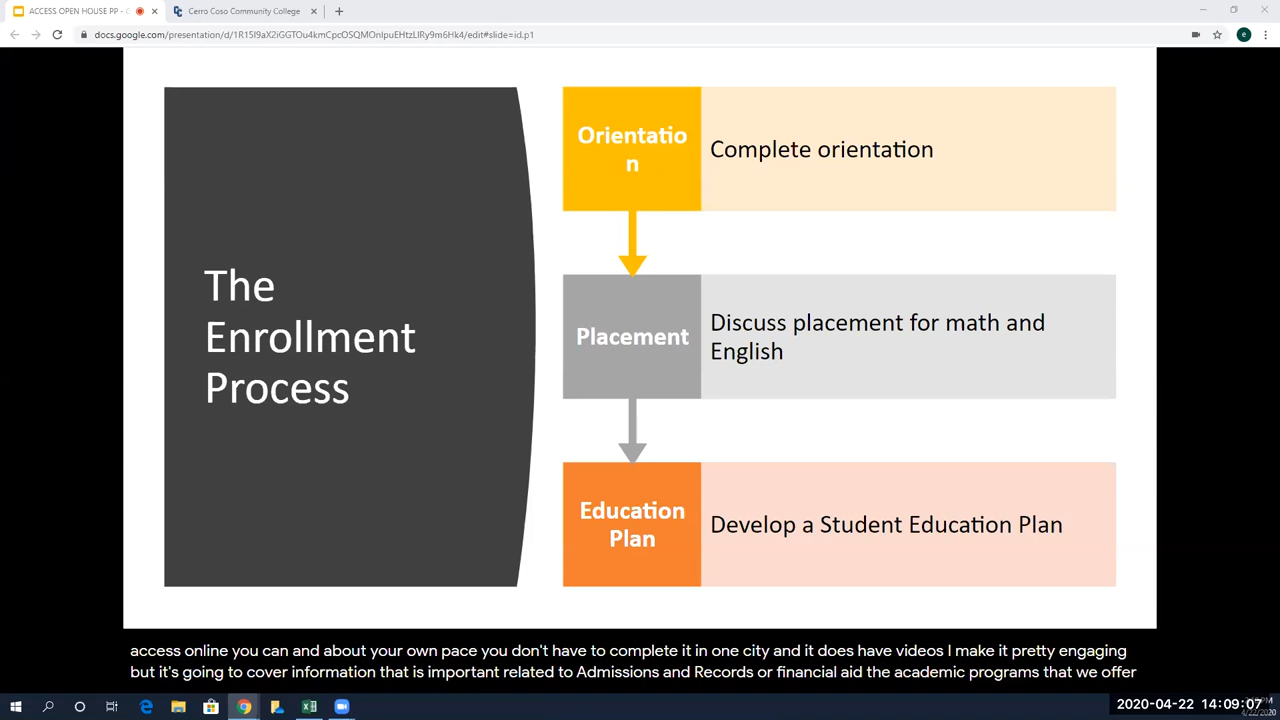 ACCESS OPEN HOUSE PP - G
Cerro Coso Community College
docs.google.com/presentation/d/1R15I9aX2iGGTOu4kmCpcOSQMOnIpuEHtzLIRy9m6Hk4/edit#slide=id.p1
e
The
Enrollment
Process
Orientatio
n
Complete orientation
Placement
Discuss placement for math and
English
Education
Plan
Develop a Student Education Plan
access online you can and about your own pace you don't have to complete it in one city and it does have videos I make it pretty engaging
but it's going to cover information that is important related to Admissions and Records or financial aid the academic programs that we offer
2020-04-22 14:09:07